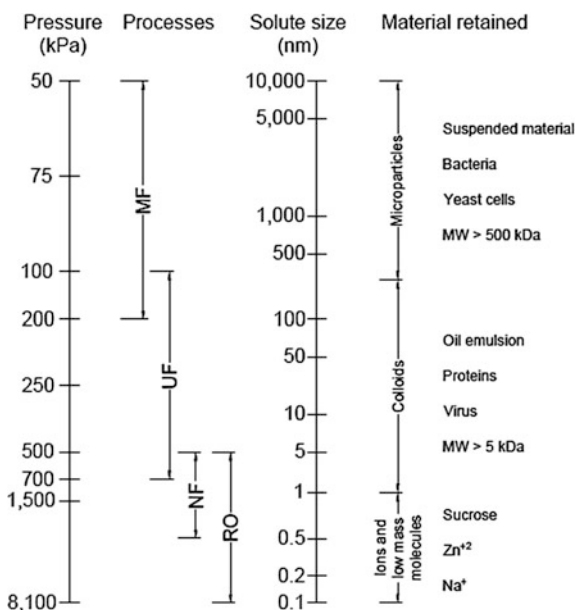 Pressure
(kPa)
Processes
Solute size
(nm)
Material retained
50
75
100
200
250
500
700
1,500
8,100
MF
UF
NF
RO
10,000
5,000
1,000
500
100
50
10
5
1
0.5
0.2
0.1
Microparticles
Colloids
Ions and
low mass
molecules
Suspended material
Bacteria
Yeast cells
MW > 500 kDa
Oil emulsion
Proteins
Virus
MW > 5 kDa
Sucrose
Zn⁺²
Na⁺